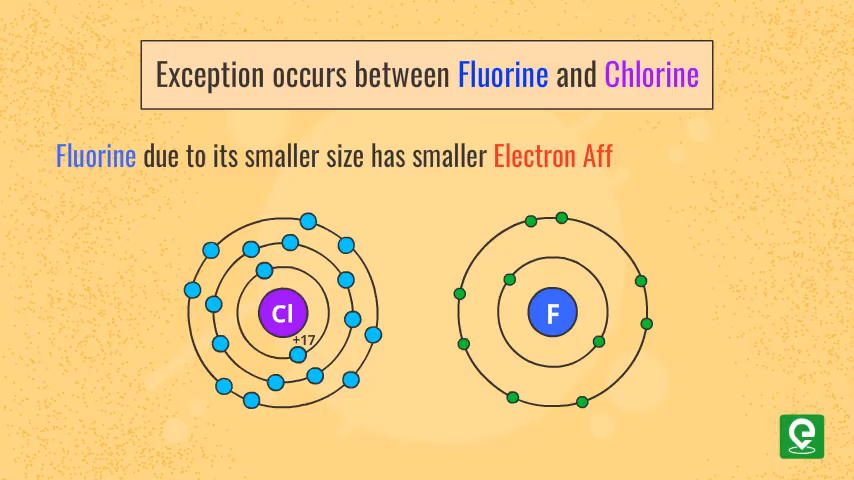 Exception occurs between Fluorine and Chlorine
Fluorine due to its smaller size has smaller Electron Aff
Cl
+17
F